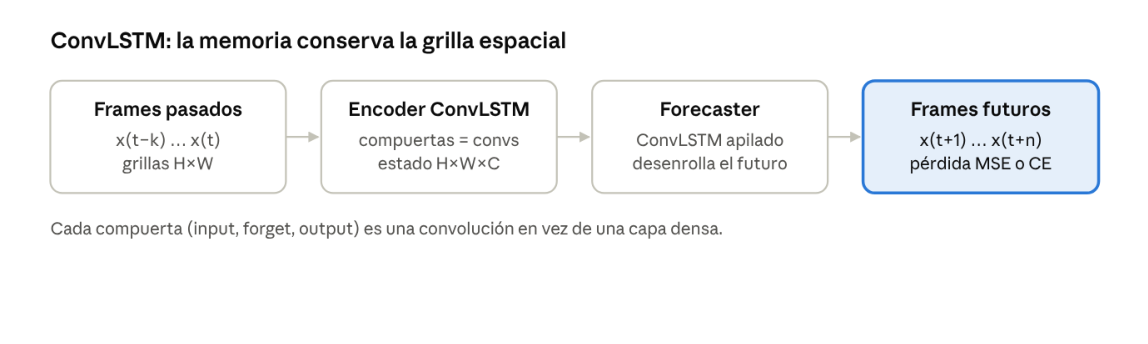 ConvLSTM: la memoria conserva la grilla espacial
Frames pasados
x(t−k) … x(t)
grillas H×W
Encoder ConvLSTM
compuertas = convs
estado H×W×C
Forecaster
ConvLSTM apilado
desenrolla el futuro
Frames futuros
x(t+1) … x(t+n)
pérdida MSE o CE
Cada compuerta (input, forget, output) es una convolución en vez de una capa densa.